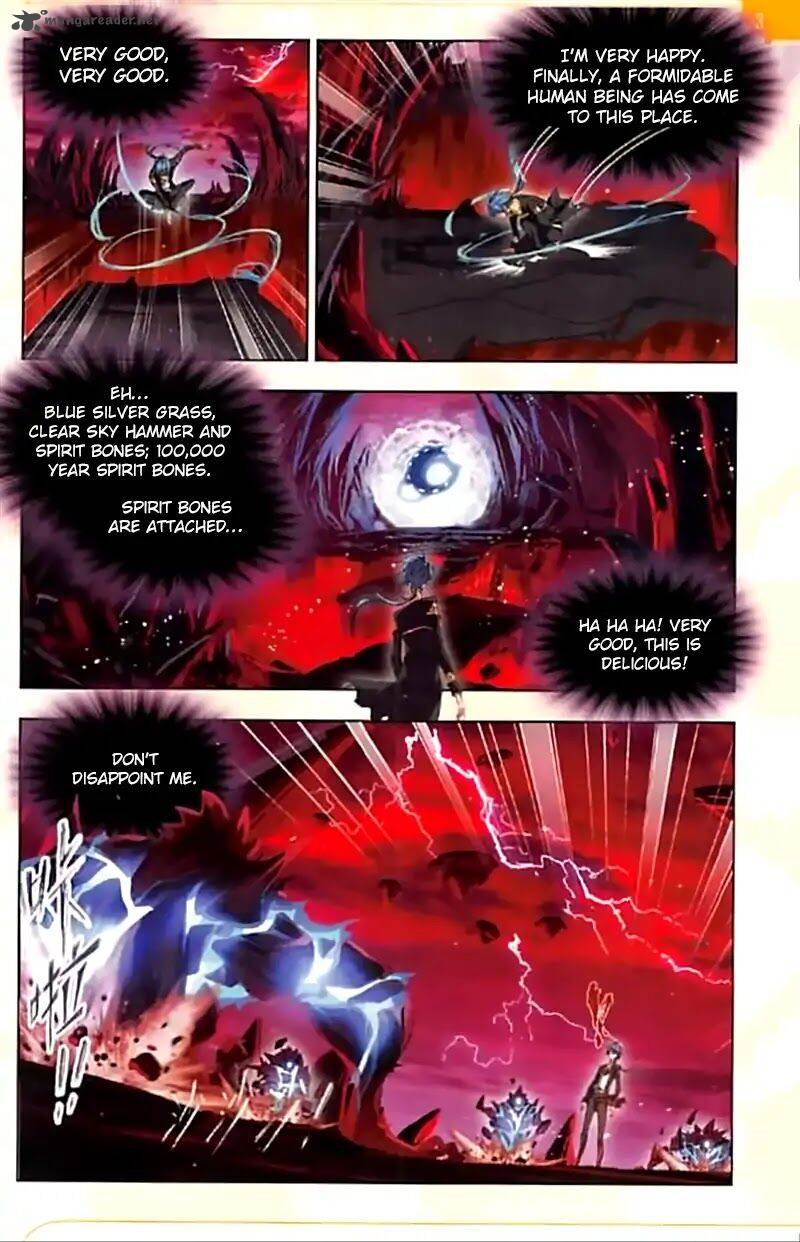 mangareader.net
VERY GOOD,
VERY GOOD.
I'M VERY HAPPY.
FINALLY, A FORMIDABLE
HUMAN BEING HAS COME
TO THIS PLACE.
EH...
BLUE SILVER GRASS,
CLEAR SKY HAMMER AND
SPIRIT BONES; 100,000
YEAR SPIRIT BONES.
SPIRIT BONES
ARE ATTACHED...
HA HA HA! VERY
GOOD, THIS IS
DELICIOUS!
DON'T
DISAPPOINT ME.
咔啦!!